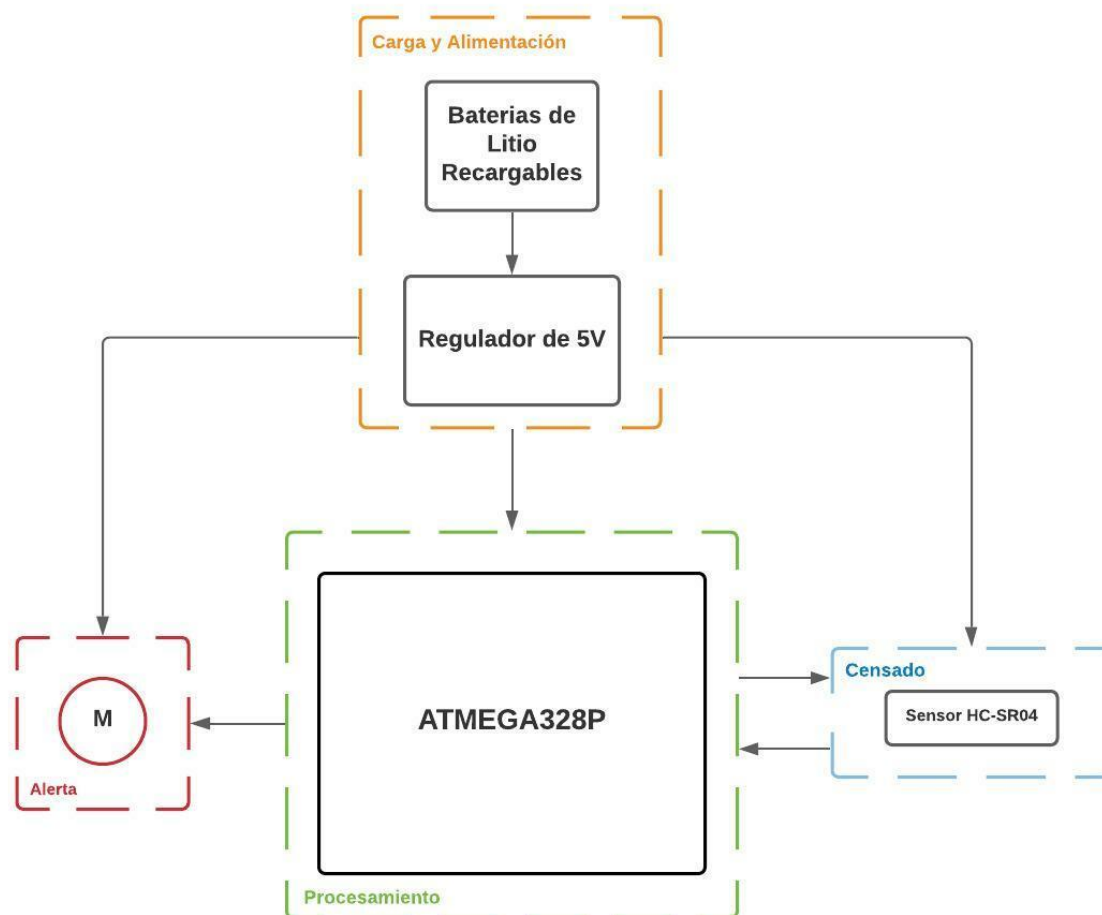 Carga y Alimentación
Baterias de
Litio
Recargables
Regulador de 5V
M
Alerta
ATMEGA328P
Procesamiento
Censado
Sensor HC-SR04